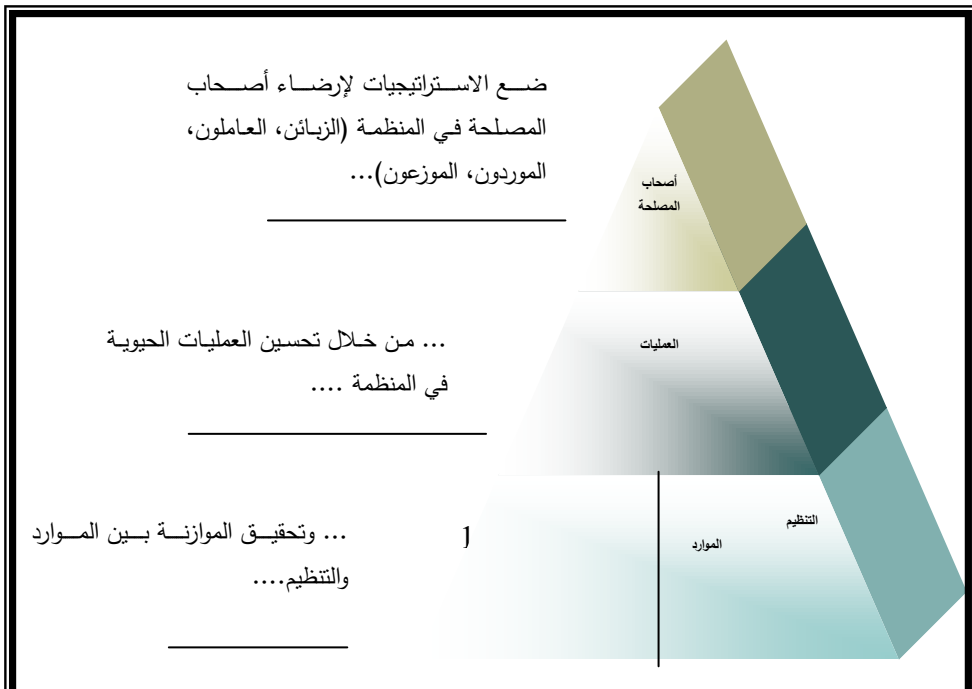 ضع الاستراتيجيات لإرضاء أصحاب
المصلحة في المنظمة (الزبائن، العاملون،
الموردون، الموزعون)...
أصحاب
المصلحة
... من خلال تحسين العمليات الحيوية
في المنظمة ....
العمليات
... وتحقيق الموازنة بين الموارد
والتنظيم....
التنظيم
الموارد